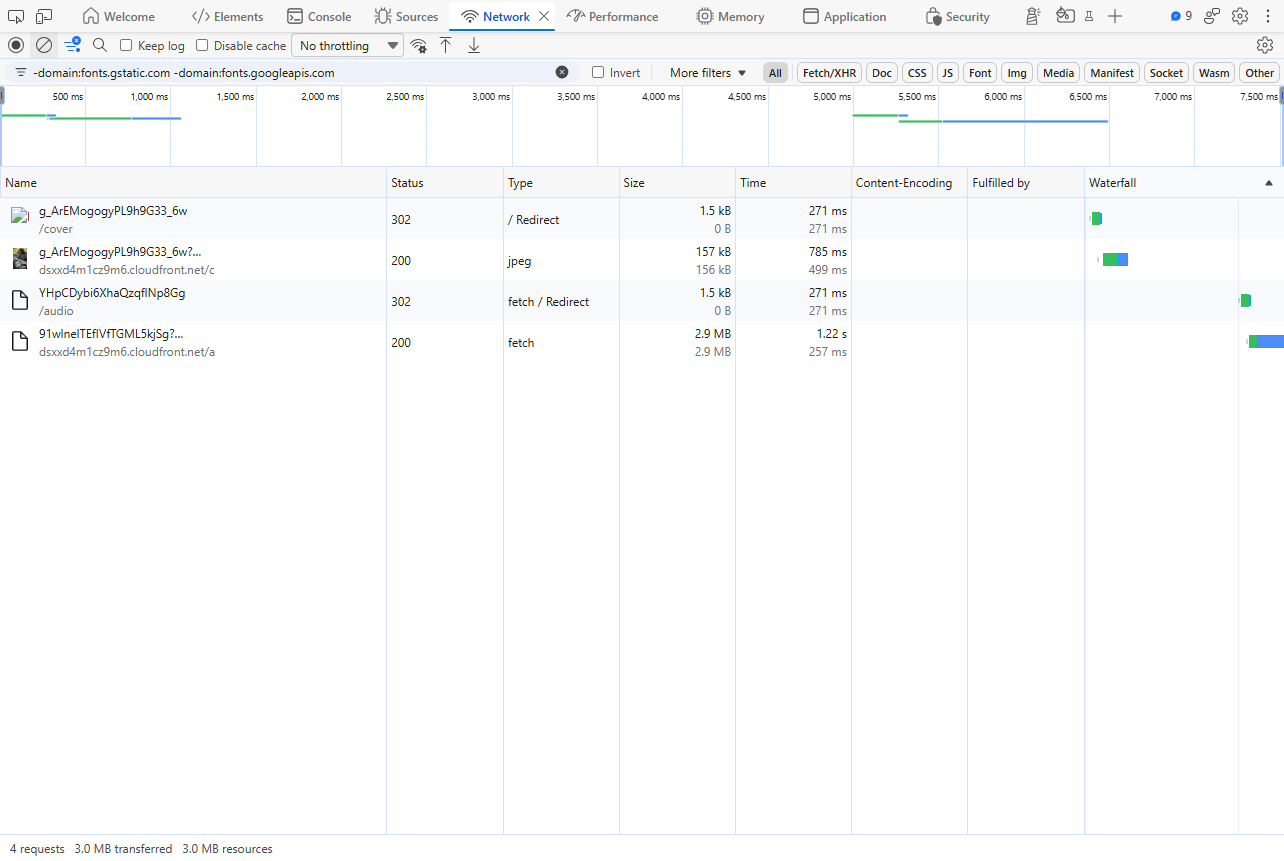 Welcome Elements Console Sources Network Performance Memory Application Security 9
Keep log Disable cache No throttling
-domain:fonts.gstatic.com -domain:fonts.googleapis.com Invert More filters All Fetch/XHR Doc CSS JS Font Img Media Manifest Socket Wasm Other
500 ms 1,000 ms 1,500 ms 2,000 ms 2,500 ms 3,000 ms 3,500 ms 4,000 ms 4,500 ms 5,000 ms 5,500 ms 6,000 ms 6,500 ms 7,000 ms 7,500 ms
Name Status Type Size Time Content-Encoding Fulfilled by Waterfall
g_ArEMogogyPL9h9G33_6w 302 / Redirect 1.5 kB 271 ms
/cover 0 B 271 ms
g_ArEMogogyPL9h9G33_6w?... 200 jpeg 157 kB 785 ms
dsxxd4m1cz9m6.cloudfront.net/c 156 kB 499 ms
YHpCDybi6XhaQzqflNp8Gg 302 fetch / Redirect 1.5 kB 271 ms
/audio 0 B 271 ms
91wlnelTEflVfTGML5kjSg?... 200 fetch 2.9 MB 1.22 s
dsxxd4m1cz9m6.cloudfront.net/a 2.9 MB 257 ms
4 requests 3.0 MB transferred 3.0 MB resources